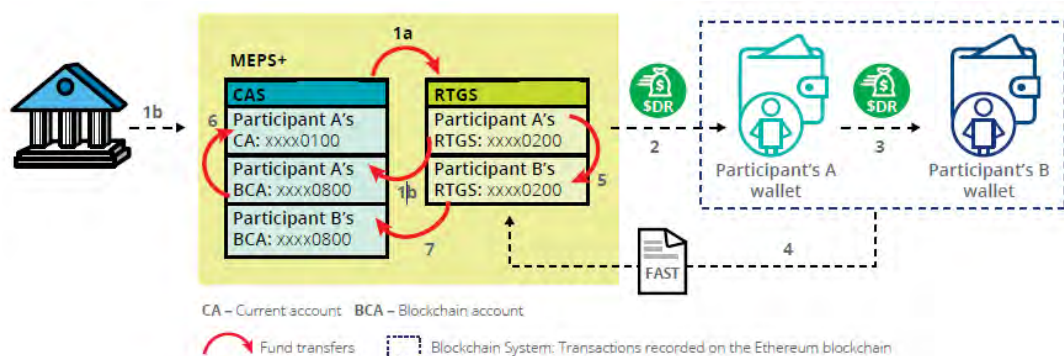 1a
MEPS+
1b
CAS
RTGS
6
Participant A's
CA: xxxx0100
Participant A's
RTGS: xxxx0200
Participant A's
BCA: xxxx0800
1b
Participant B's
RTGS: xxxx0200
5
Participant B's
BCA: xxxx0800
7
$DR
2
Participant's A
wallet
$DR
3
Participant's B
wallet
FAST
4
CA – Current account BCA – Blockchain account
Fund transfers
Blockchain System: Transactions recorded on the Ethereum blockchain